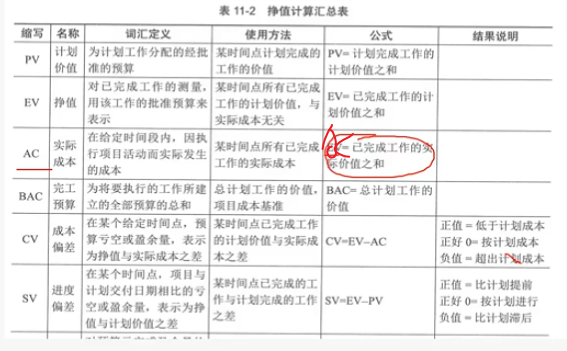 表 11-2 挣值计算汇总表
缩写
名称
词汇定义
使用方法
公式
结果说明
PV
计划
价值
为计划工作分配的经批
准的预算
某时间点计划完成的
工作的价值
PV= 计划完成工作的
计划价值之和
EV
挣值
对已完成工作的测量,
用该工作的批准预算来
表示
某时间点所有已完成
工作的计划价值，与
实际成本无关
EV= 已完成工作的计
划价值之和
AC
实际
成本
在给定时间段内，因执
行项目活动而实际发生
的成本
某时间点所有已完成
工作的实际成本
AC
V= 已完成工作的实
际价值之和
BAC
完工
预算
为将要执行的工作所建
立的全部预算的总和
总计划工作的价值，
项目成本基准
BAC= 总计划工作的
价值
CV
成本
偏差
在某个给定时间点，预
算亏空或盈余量，表示
为挣值与实际成本之差
某时间点已完成工作
的计划价值与实际成
本之差
CV=EV−AC
正值 = 低于计划成本
正好 0= 按计划成本
负值 = 超出计划成本
SV
进度
偏差
在某个时间点，项目与
计划交付日期相比的亏
空或盈余量，表示为挣
值与计划价值之差
某时间点已完成的工
作与计划完成的工作
之差
SV=EV−PV
正值 = 比计划提前
正好 0= 按计划进行
负值 = 比计划滞后